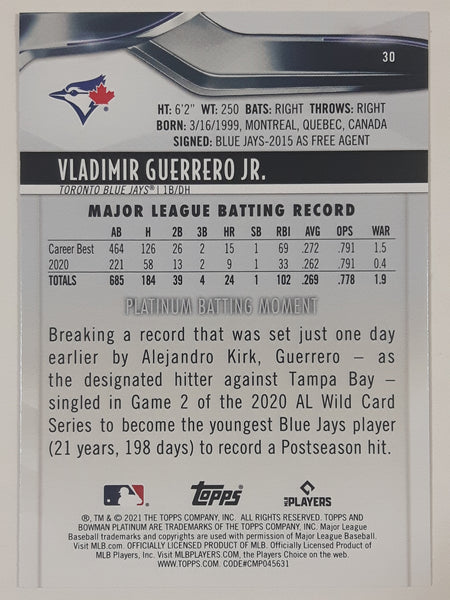 30
HT: 6'2" WT: 250 BATS: RIGHT THROWS: RIGHT
BORN: 3/16/1999, MONTREAL, QUEBEC, CANADA
SIGNED: BLUE JAYS-2015 AS FREE AGENT
VLADIMIR GUERRERO JR.
TORONTO BLUE JAYS® | 1B/DH
MAJOR LEAGUE BATTING RECORD
AB H 2B 3B HR SB RBI AVG OPS WAR
Career Best 464 126 26 2 15 1 69 .272 .791 1.5
2020 221 58 13 2 9 1 33 .262 .791 0.4
TOTALS 685 184 39 4 24 1 102 .269 .778 1.9
PLATINUM BATTING MOMENT
Breaking a record that was set just one day
earlier by Alejandro Kirk, Guerrero – as
the designated hitter against Tampa Bay –
singled in Game 2 of the 2020 AL Wild Card
Series to become the youngest Blue Jays player
(21 years, 198 days) to record a Postseason hit.
Topps
PLAYERS
®, TM & © 2021 THE TOPPS COMPANY, INC. ALL RIGHTS RESERVED. TOPPS AND
BOWMAN PLATINUM ARE TRADEMARKS OF THE TOPPS COMPANY, INC. Major League
Baseball trademarks and copyrights are used with permission of Major League Baseball.
Visit MLB.com. OFFICIALLY LICENSED PRODUCT OF MLB. Officially Licensed Product of
MLB Players, Inc. Visit MLBPLAYERS.COM, the Players Choice on the web.
WWW.TOPPS.COM. CODE#CMP045631